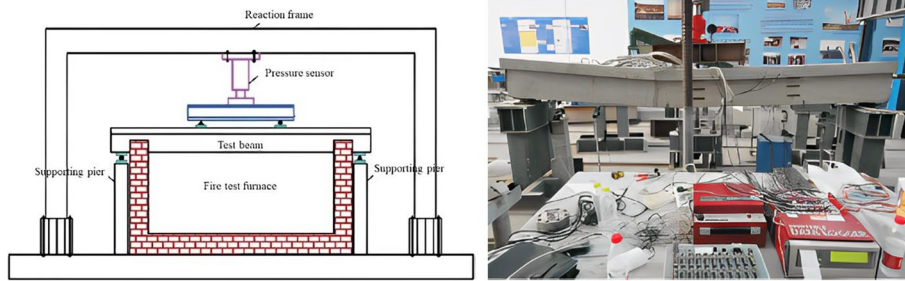 Reaction frame
Pressure sensor
Test beam
Supporting pier
Supporting pier
Fire test furnace